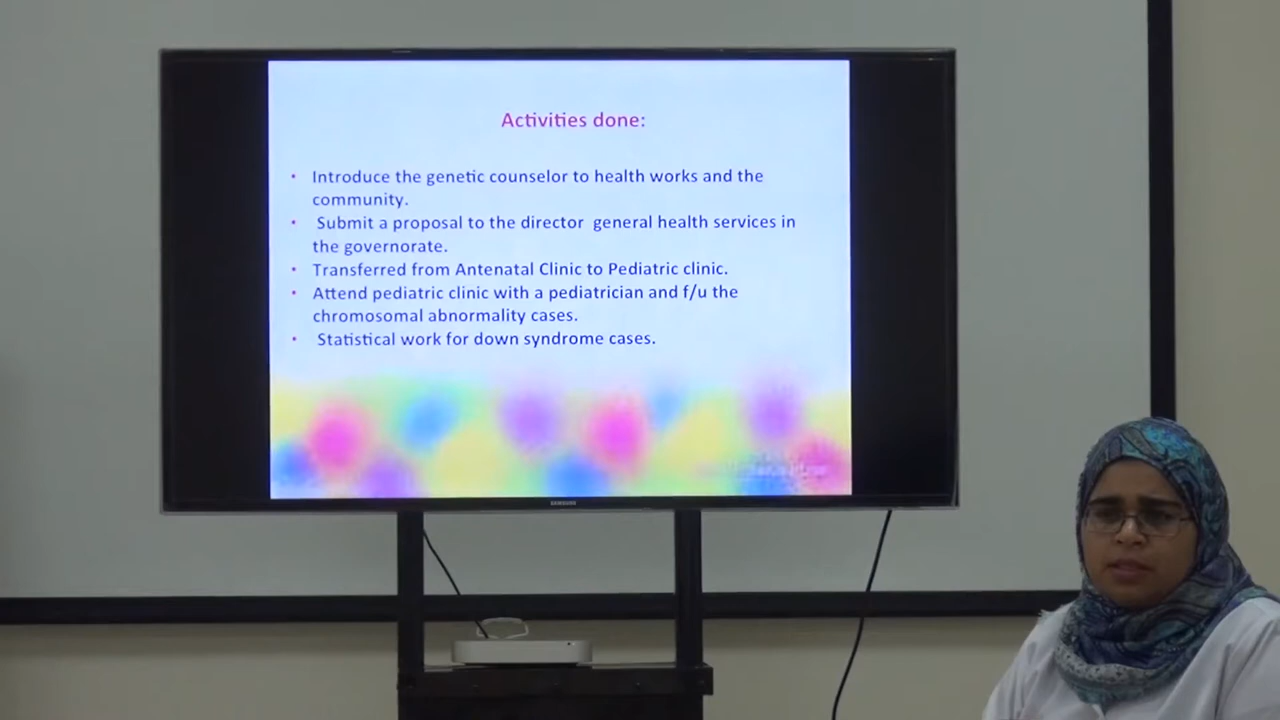 Activities done:
• Introduce the genetic counselor to health works and the
community.
• Submit a proposal to the director general health services in
the governorate.
• Transferred from Antenatal Clinic to Pediatric clinic.
• Attend pediatric clinic with a pediatrician and f/u the
chromosomal abnormality cases.
• Statistical work for down syndrome cases.
SAMSUNG